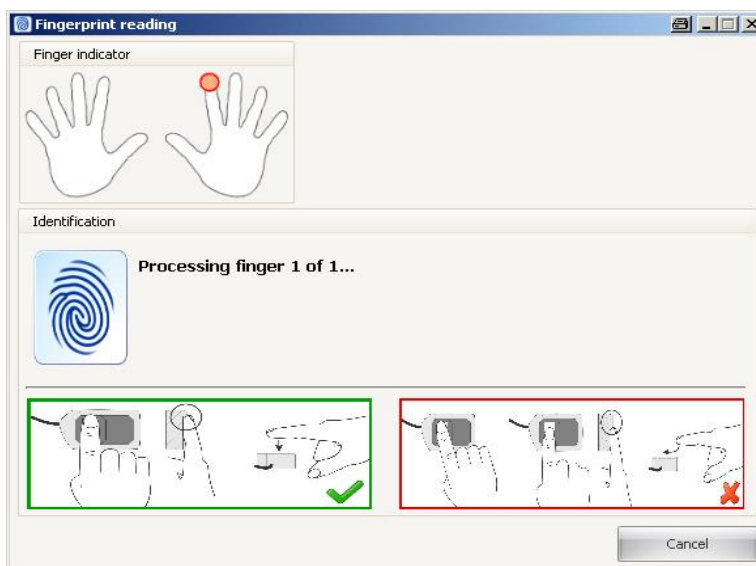 Fingerprint reading
Finger indicator
Identification
Processing finger 1 of 1...
Cancel